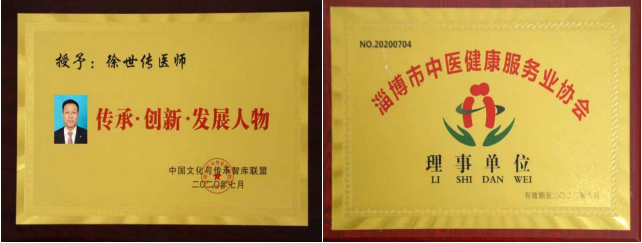 授予：徐世传医师
传承·创新·发展人物
中国文化与传承智库联盟
二〇二〇年七月
NO.20200704
淄博市中医健康服务业协会
理事单位
LI SHI DAN WEI